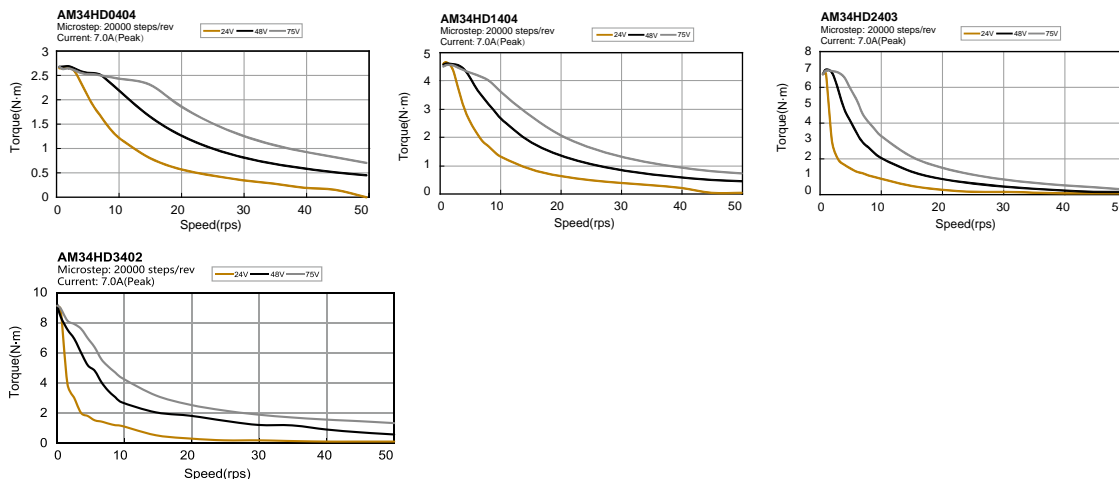 AM34HD0404
Microstep: 20000 steps/rev
Current: 7.0A(Peak)
24V 48V 75V
Torque(N·m)
3
2.5
2
1.5
1
0.5
0
0 10 20 30 40 50
Speed(rps)
AM34HD1404
Microstep: 20000 steps/rev
Current: 7.0A(Peak)
24V 48V 75V
Torque(N·m)
5
4
3
2
1
0
0 10 20 30 40 50
Speed(rps)
AM34HD2403
Microstep: 20000 steps/rev
Current: 7.0A(Peak)
24V 48V 75V
Torque(N·m)
8
7
6
4
2
1
0
0 10 20 30 40 50
Speed(rps)
AM34HD3402
Microstep: 20000 steps/rev
Current: 7.0A(Peak)
24V 48V 75V
Torque(N·m)
10
8
6
4
2
0
0 10 20 30 40 50
Speed(rps)